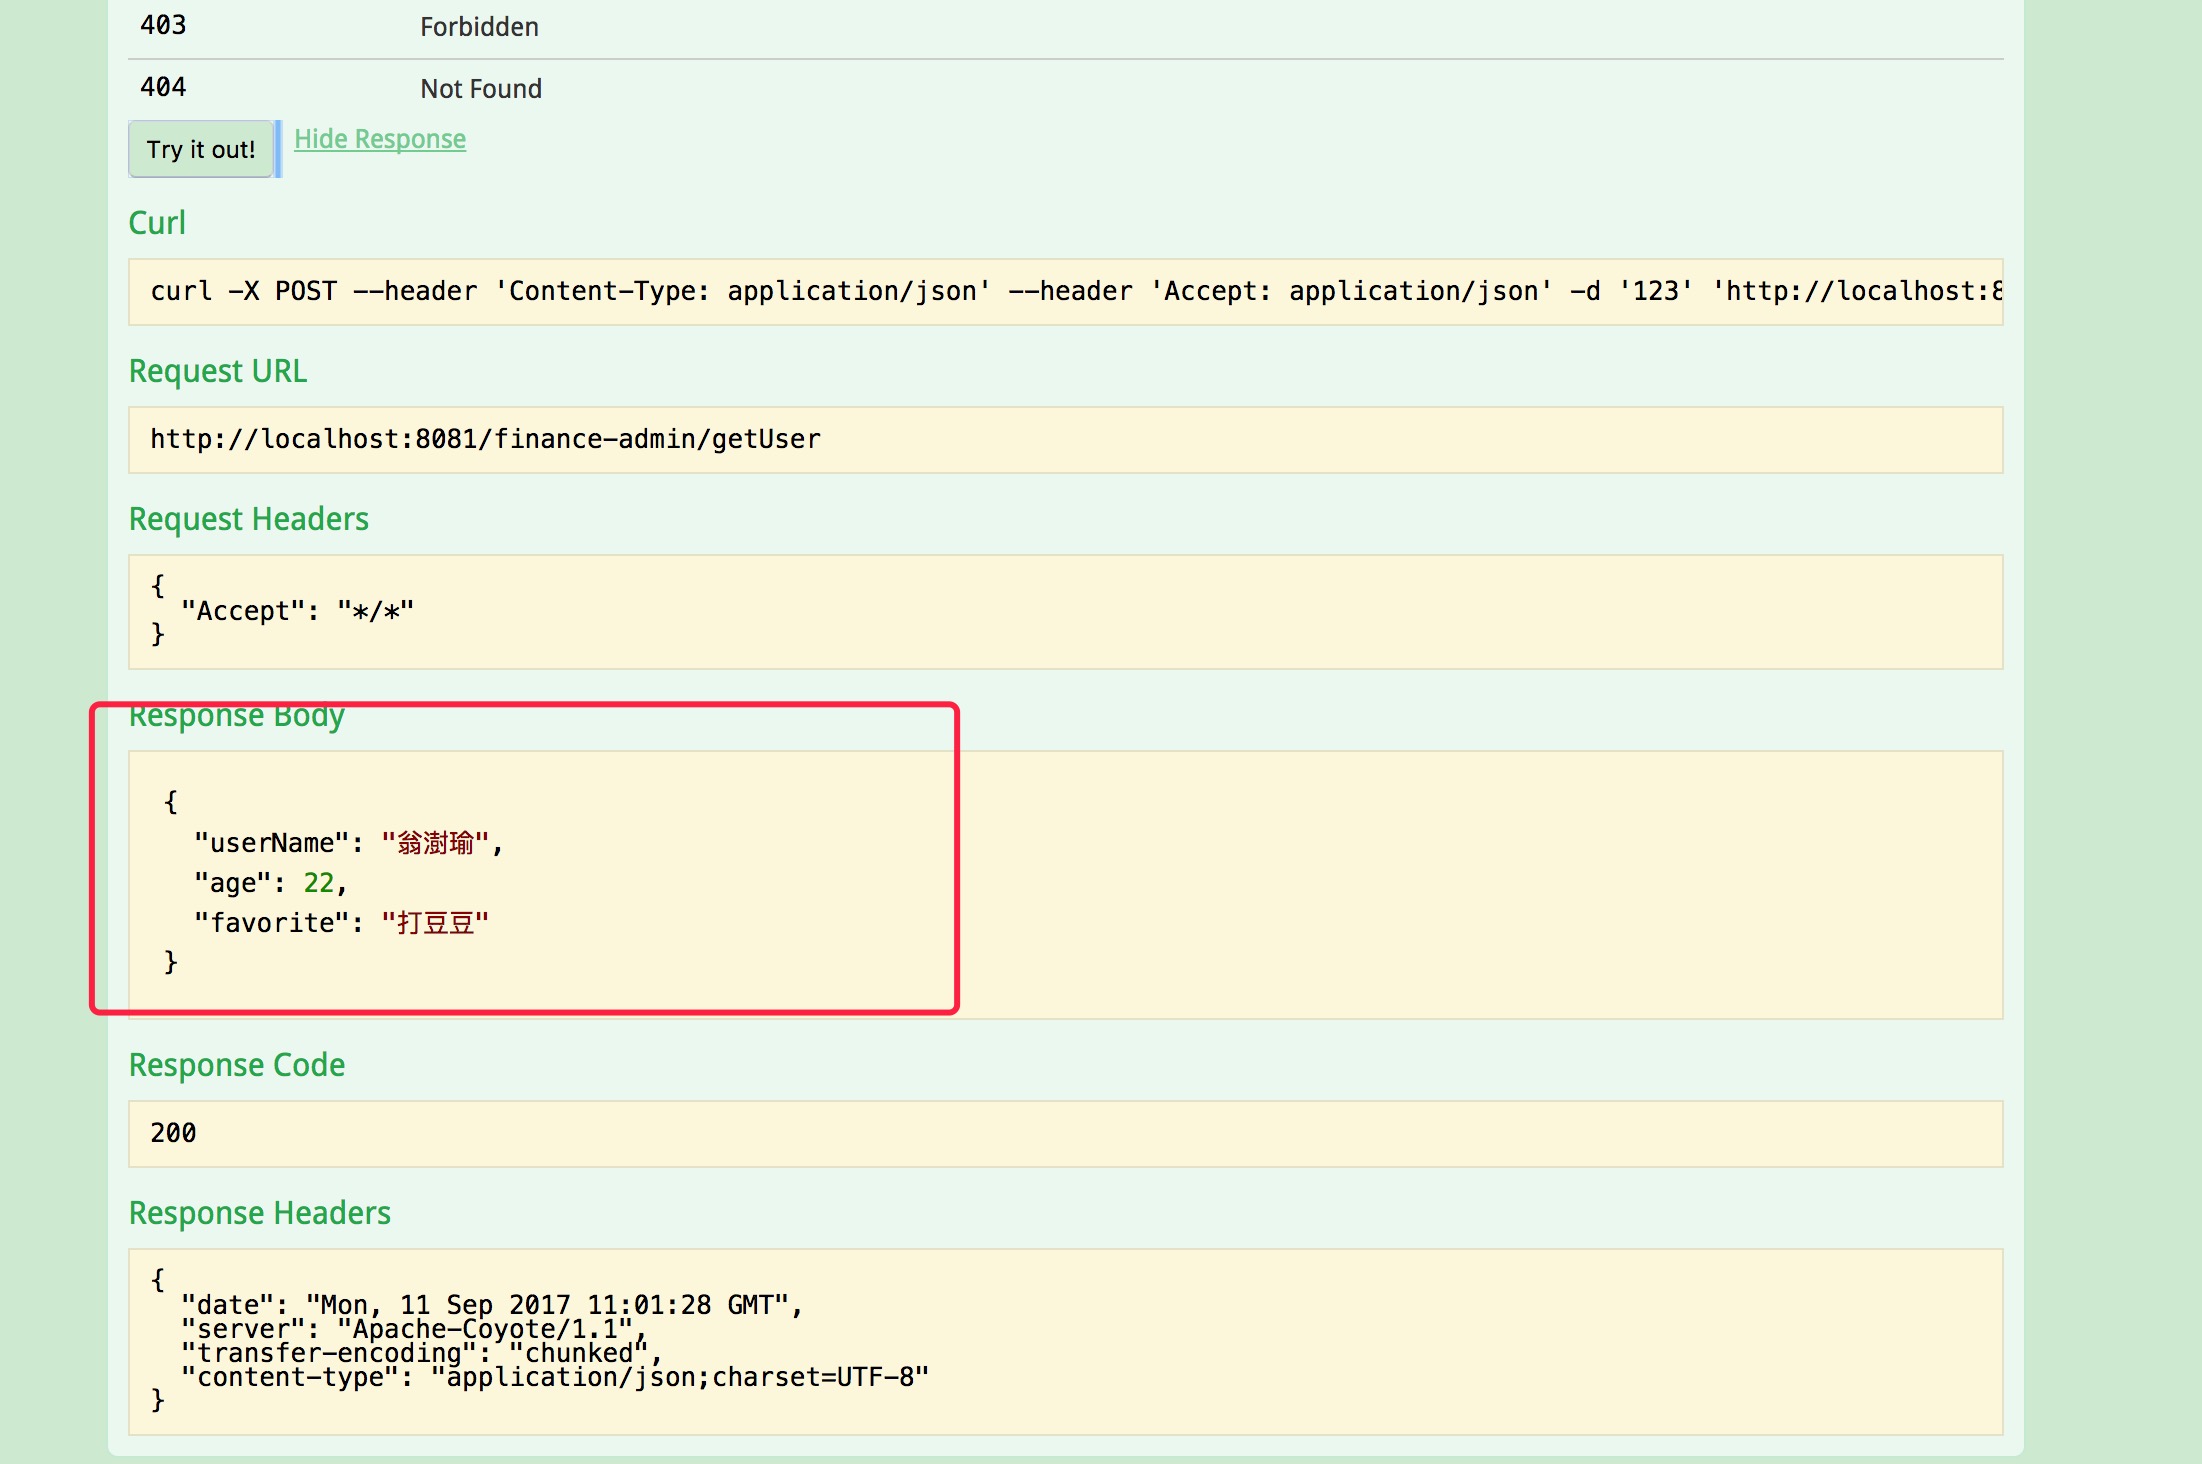 403 Forbidden
404 Not Found
Try it out! Hide Response
Curl
curl -X POST --header 'Content-Type: application/json' --header 'Accept: application/json' -d '123' 'http://localhost:8
Request URL
http://localhost:8081/finance-admin/getUser
Request Headers
{
  "Accept": "*/*"
}
Response Body
{
  "userName": "翁澍瑜",
  "age": 22,
  "favorite": "打豆豆"
}
Response Code
200
Response Headers
{
  "date": "Mon, 11 Sep 2017 11:01:28 GMT",
  "server": "Apache-Coyote/1.1",
  "transfer-encoding": "chunked",
  "content-type": "application/json;charset=UTF-8"
}